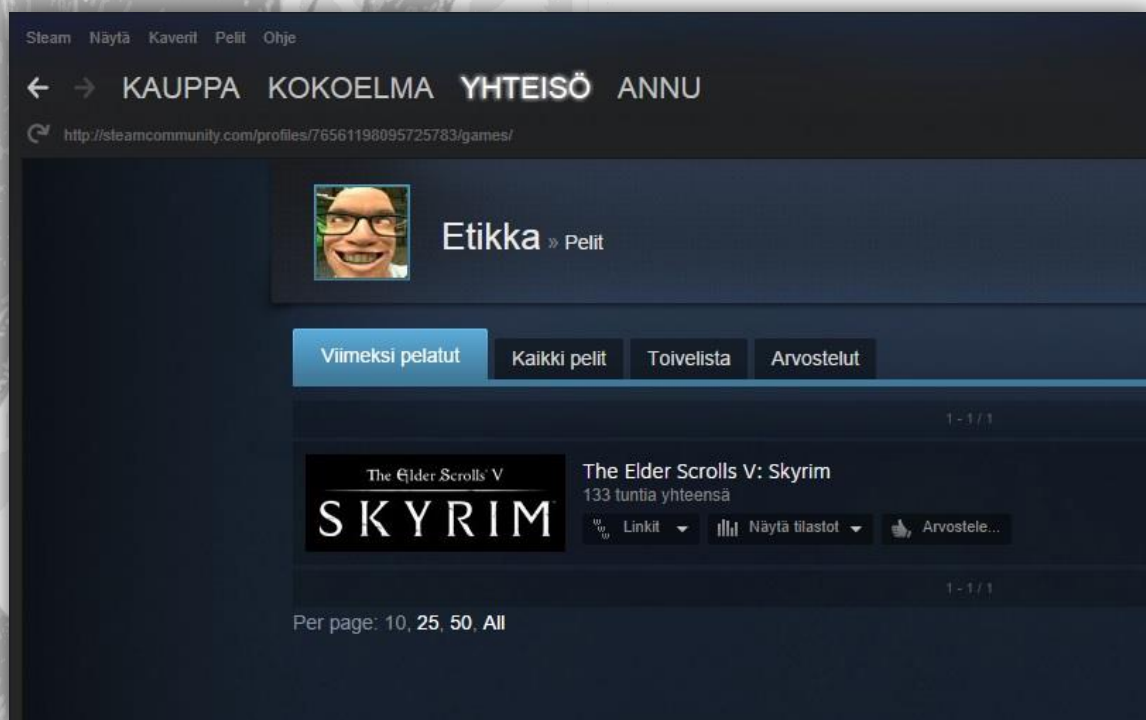 Steam Näytä Kaverit Pelit Ohje
KAUPPA KOKOELMA YHTEISÖ ANNU
http://steamcommunity.com/profiles/76561198095725783/games/
Etikka » Pelit
Viimeksi pelatut Kaikki pelit Toivelista Arvostelut
1 - 1 / 1
The Elder Scrolls V
SKYRIM
The Elder Scrolls V: Skyrim
133 tuntia yhteensä
Linkit Näytä tilastot Arvostele...
1 - 1 / 1
Per page: 10, 25, 50, All